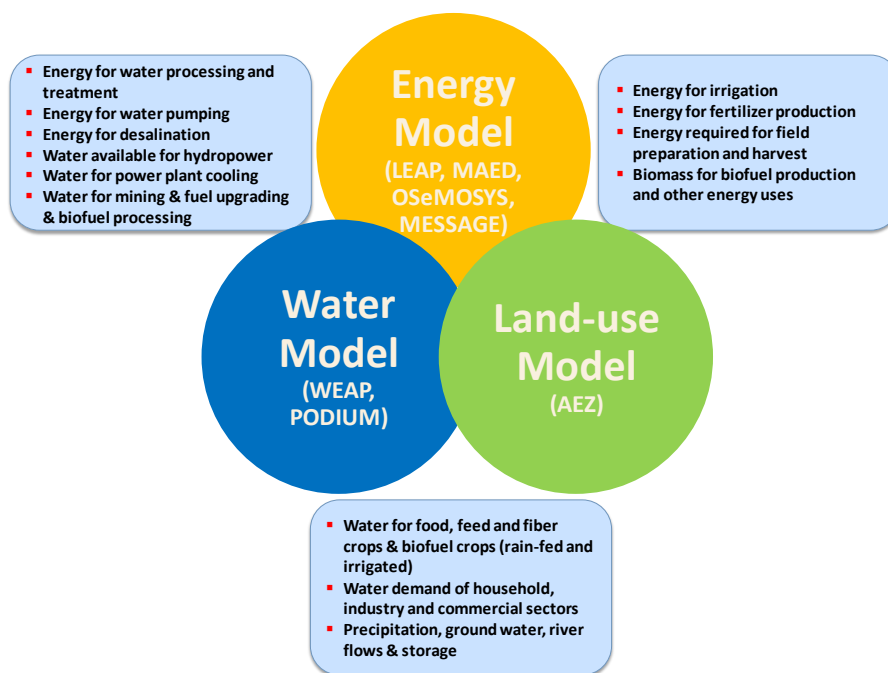 Energy for water processing and
treatment
Energy for water pumping
Energy for desalination
Water available for hydropower
Water for power plant cooling
Water for mining & fuel upgrading
& biofuel processing
Energy
Model
(LEAP, MAED,
OSeMOSYS,
MESSAGE)
Energy for irrigation
Energy for fertilizer production
Energy required for field
preparation and harvest
Biomass for biofuel production
and other energy uses
Water
Model
(WEAP,
PODIUM)
Land-use
Model
(AEZ)
Water for food, feed and fiber
crops & biofuel crops (rain-fed and
irrigated)
Water demand of household,
industry and commercial sectors
Precipitation, ground water, river
flows & storage